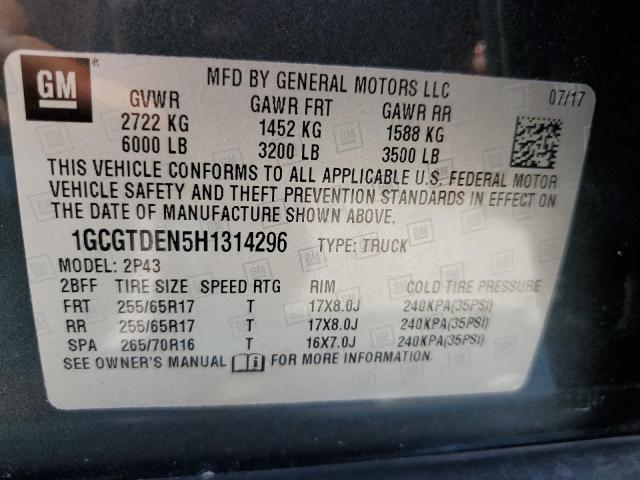 GM ®
MFD BY GENERAL MOTORS LLC
07/17
GVWR GAWR FRT GAWR RR
2722 KG 1452 KG 1588 KG
6000 LB 3200 LB 3500 LB
THIS VEHICLE CONFORMS TO ALL APPLICABLE U.S. FEDERAL MOTOR
VEHICLE SAFETY AND THEFT PREVENTION STANDARDS IN EFFECT ON
THE DATE OF MANUFACTURE SHOWN ABOVE.
1GCGTDEN5H1314296 TYPE: TRUCK
MODEL: 2P43
2BFF TIRE SIZE SPEED RTG RIM COLD TIRE PRESSURE
FRT 255/65R17 T 17X8.0J 240KPA(35PSI)
RR 255/65R17 T 17X8.0J 240KPA(35PSI)
SPA 265/70R16 T 16X7.0J 240KPA(35PSI)
SEE OWNER'S MANUAL FOR MORE INFORMATION.